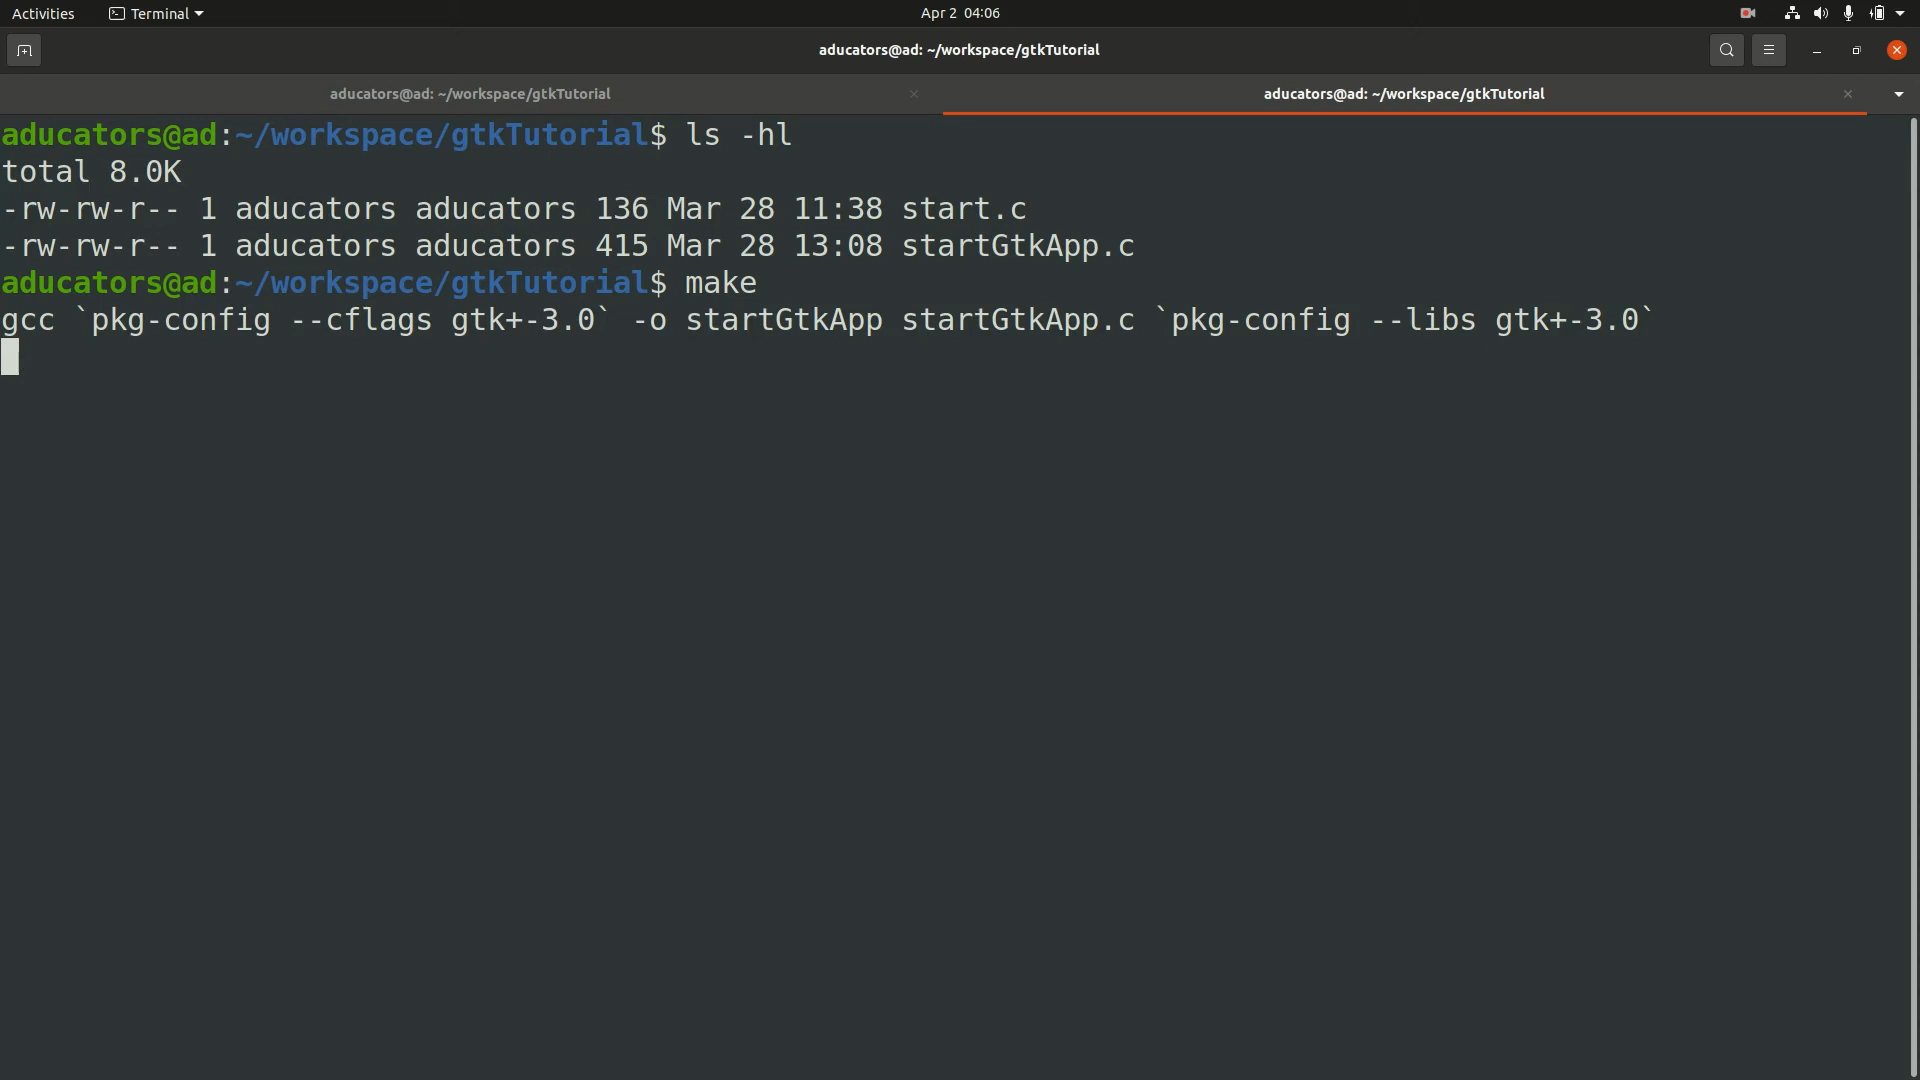 Activities Terminal Apr 2 04:06
aducators@ad: ~/workspace/gtkTutorial
aducators@ad: ~/workspace/gtkTutorial aducators@ad: ~/workspace/gtkTutorial
aducators@ad:~/workspace/gtkTutorial$ ls -hl
total 8.0K
-rw-rw-r-- 1 aducators aducators 136 Mar 28 11:38 start.c
-rw-rw-r-- 1 aducators aducators 415 Mar 28 13:08 startGtkApp.c
aducators@ad:~/workspace/gtkTutorial$ make
gcc `pkg-config --cflags gtk+-3.0` -o startGtkApp startGtkApp.c `pkg-config --libs gtk+-3.0`